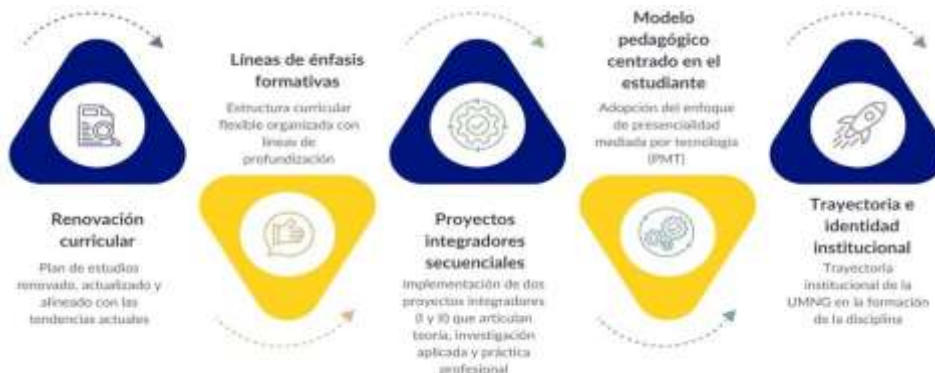 Renovación
curricular
Plan de estudios
renovado, actualizado y
alineado con las
tendencias actuales
Líneas de énfasis
formativas
Estructura curricular
flexible organizada con
líneas de
profundización
Proyectos
integradores
secuenciales
Implementación de dos
proyectos integradores
(I y II) que articulan
teoría, investigación
aplicada y práctica
profesional
Modelo
pedagógico
centrado en el
estudiante
Adopción del enfoque
de presencialidad
mediada por tecnología
(PMT)
Trayectoria e
identidad
institucional
Trayectoria
institucional de la
UMNG en la formación
de la disciplina